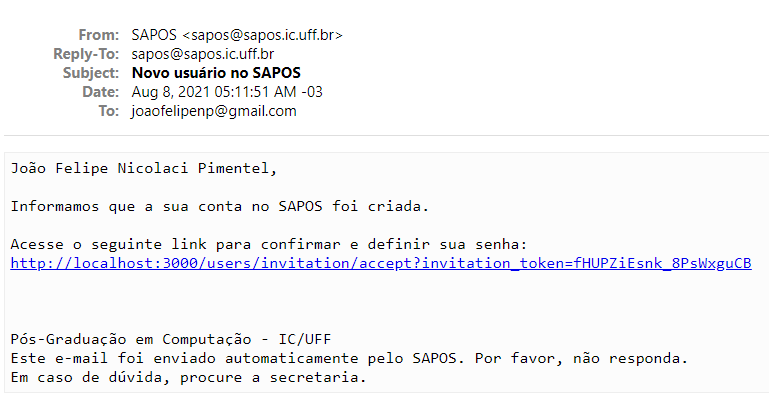 From: SAPOS <sapos@sapos.ic.uff.br>
Reply-To: sapos@sapos.ic.uff.br
Subject: Novo usuário no SAPOS
Date: Aug 8, 2021 05:11:51 AM -03
To: joaofelipenp@gmail.com
João Felipe Nicolaci Pimentel,
Informamos que a sua conta no SAPOS foi criada.
Acesse o seguinte link para confirmar e definir sua senha:
http://localhost:3000/users/invitation/accept?invitation_token=fHUPZiEsnk_8PsWxguCB
Pós-Graduação em Computação - IC/UFF
Este e-mail foi enviado automaticamente pelo SAPOS. Por favor, não responda.
Em caso de dúvida, procure a secretaria.